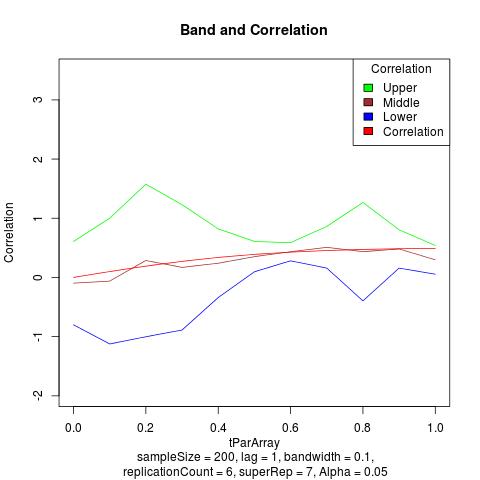 Band and Correlation
Correlation
Upper
Middle
Lower
Correlation
Correlation
3
2
1
0
-1
-2
0.0 0.2 0.4 0.6 0.8 1.0
tParArray
sampleSize = 200, lag = 1, bandwidth = 0.1,
replicationCount = 6, superRep = 7, Alpha = 0.05